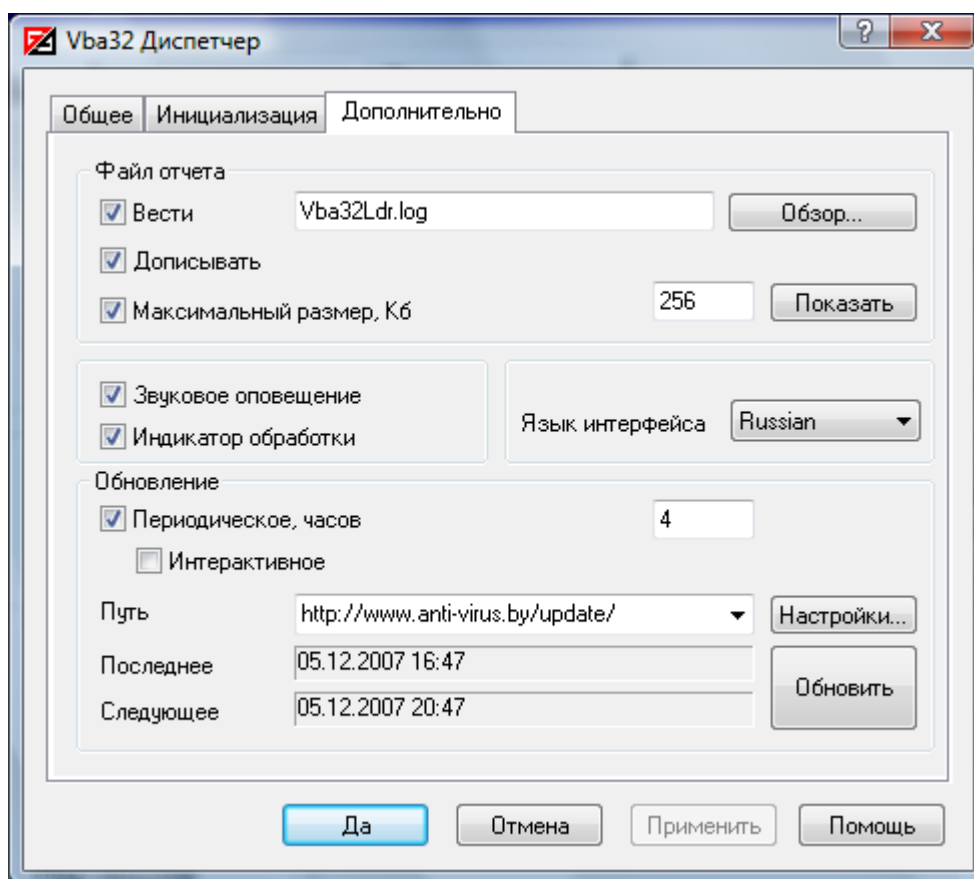 Vba32 Диспетчер
Общее Инициализация Дополнительно
Файл отчета
Вести Vba32Ldr.log Обзор...
Дописывать
Максимальный размер, Кб 256 Показать
Звуковое оповещение
Индикатор обработки
Язык интерфейса Russian
Обновление
Периодическое, часов 4
Интерактивное
Путь http://www.anti-virus.by/update/ Настройки...
Последнее 05.12.2007 16:47
Следующее 05.12.2007 20:47
Обновить
Да Отмена Применить Помощь